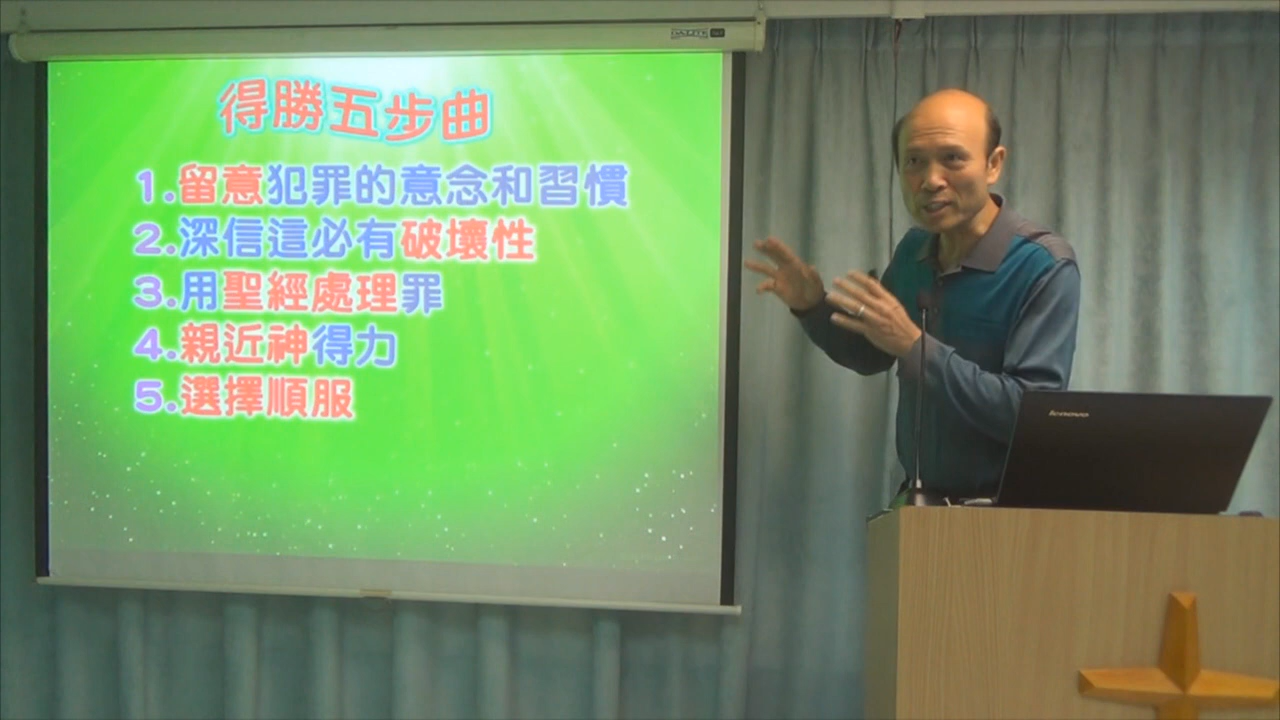 得勝五步曲
1.留意犯罪的意念和習慣
2.深信這必有破壞性
3.用聖經處理罪
4.親近神得力
5.選擇順服
lenovo